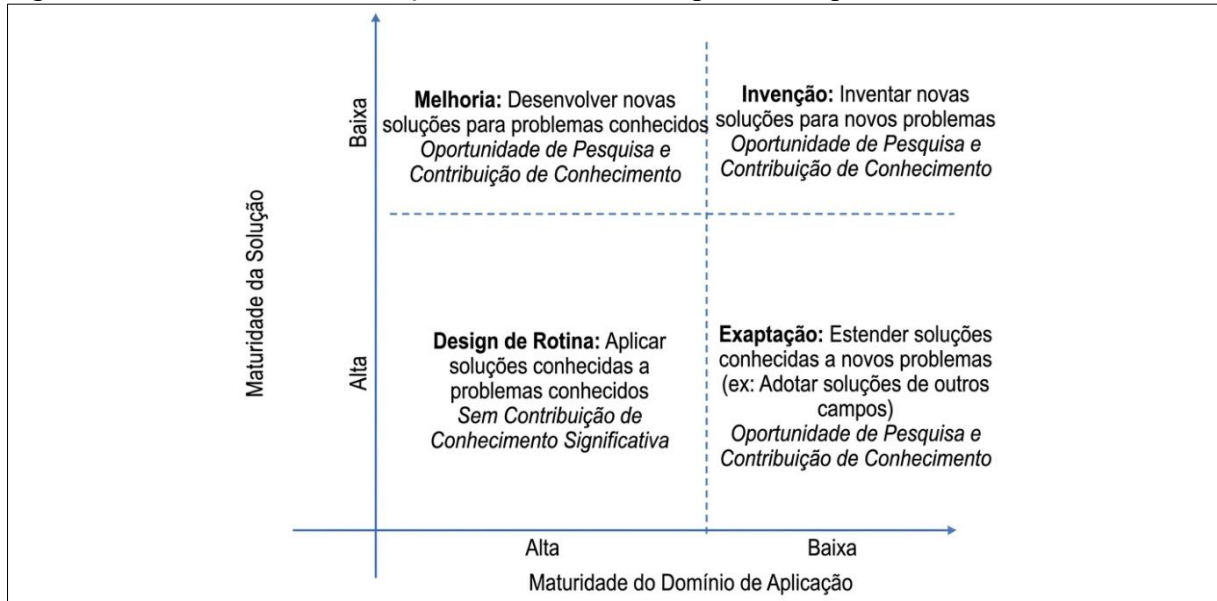 Baixa
Melhoria: Desenvolver novas
soluções para problemas conhecidos
Oportunidade de Pesquisa e
Contribuição de Conhecimento
Invenção: Inventar novas
soluções para novos problemas
Oportunidade de Pesquisa e
Contribuição de Conhecimento
Maturidade da Solução
Alta
Design de Rotina: Aplicar
soluções conhecidas a
problemas conhecidos
Sem Contribuição de
Conhecimento Significativa
Exaptação: Estender soluções
conhecidas a novos problemas
(ex: Adotar soluções de outros
campos)
Oportunidade de Pesquisa e
Contribuição de Conhecimento
Alta
Baixa
Maturidade do Domínio de Aplicação